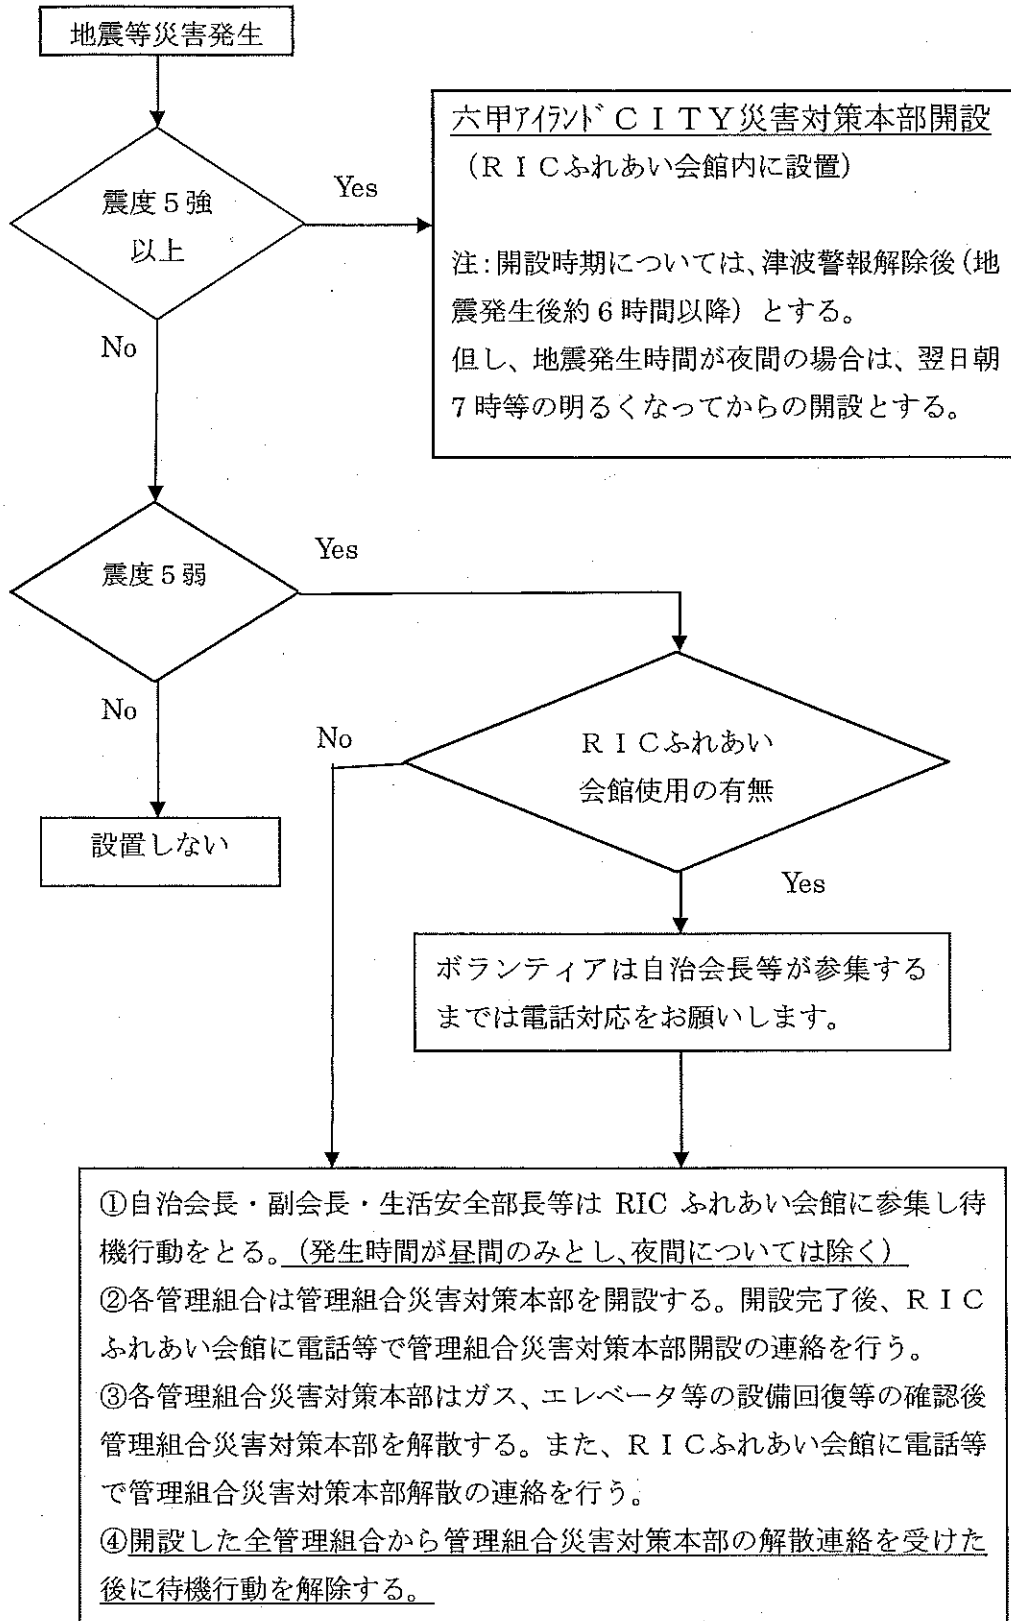 地震等災害発生
六甲ｱｲﾗﾝﾄﾞＣＩＴＹ災害対策本部開設
（ＲＩＣふれあい会館内に設置）
震度５強
以上
Yes
注：開設時期については、津波警報解除後（地
震発生後約６時間以降）とする。
但し、地震発生時間が夜間の場合は、翌日朝
７時等の明るくなってからの開設とする。
No
震度５弱
Yes
No
設置しない
No
ＲＩＣふれあい
会館使用の有無
Yes
ボランティアは自治会長等が参集する
までは電話対応をお願いします。
①自治会長・副会長・生活安全部長等は RIC ふれあい会館に参集し待
機行動をとる。（発生時間が昼間のみとし、夜間については除く）
②各管理組合は管理組合災害対策本部を開設する。開設完了後、ＲＩＣ
ふれあい会館に電話等で管理組合災害対策本部開設の連絡を行う。
③各管理組合災害対策本部はガス、エレベータ等の設備回復等の確認後
管理組合災害対策本部を解散する。また、ＲＩＣふれあい会館に電話等
で管理組合災害対策本部解散の連絡を行う。
④開設した全管理組合から管理組合災害対策本部の解散連絡を受けた
後に待機行動を解除する。